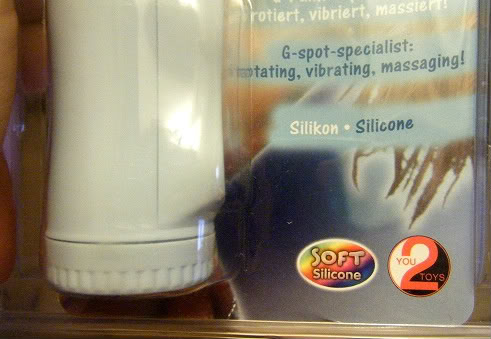 rotiert, vibriert, massiert!
G-spot-specialist:
rotating, vibrating, massaging!
Silikon • Silicone
SOFT
Silicone
YOU
2
TOYS